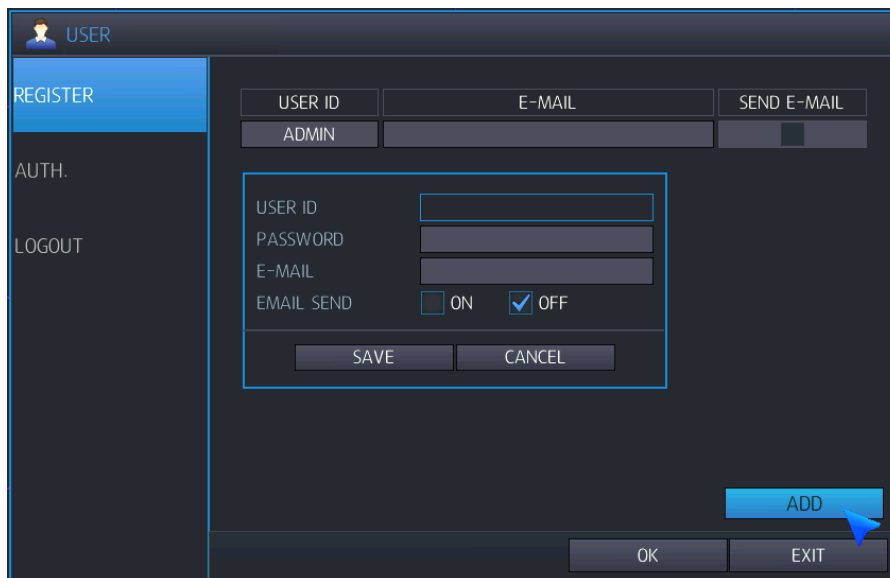 USER
REGISTER
AUTH.
LOGOUT
USER ID E-MAIL SEND E-MAIL
ADMIN
USER ID
PASSWORD
E-MAIL
EMAIL SEND ON OFF
SAVE CANCEL
ADD
OK EXIT